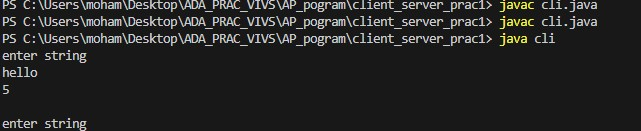 PS C:\Users\moham\Desktop\ADA_PRAC_VIVS\AP_pogram\client_server_prac1> javac cli.java
PS C:\Users\moham\Desktop\ADA_PRAC_VIVS\AP_pogram\client_server_prac1> javac cli.java
PS C:\Users\moham\Desktop\ADA_PRAC_VIVS\AP_pogram\client_server_prac1> java cli
enter string
hello
5
enter string